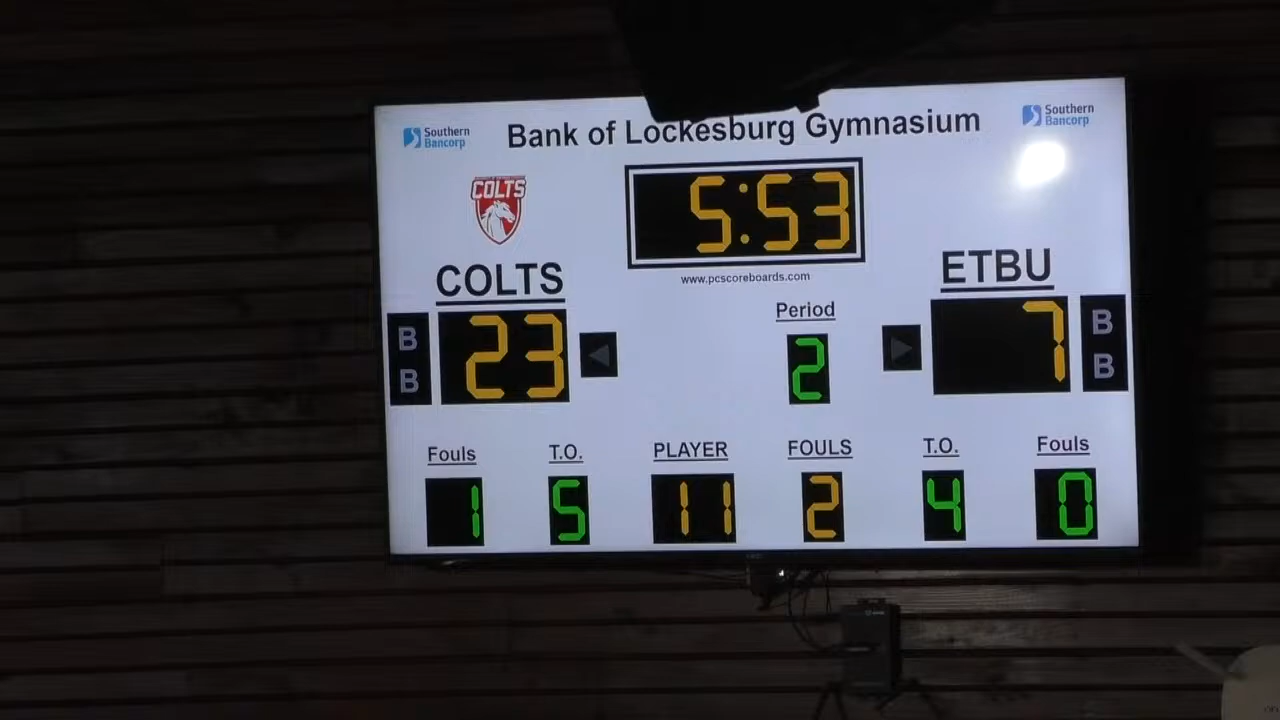 Southern Bancorp
Bank of Lockesburg Gymnasium
Southern Bancorp
COLTS
5:53
www.pcscoreboards.com
COLTS
ETBU
B
B
23
Period
2
7
B
B
Fouls
T.O.
PLAYER
FOULS
T.O.
Fouls
1
5
11
2
4
0